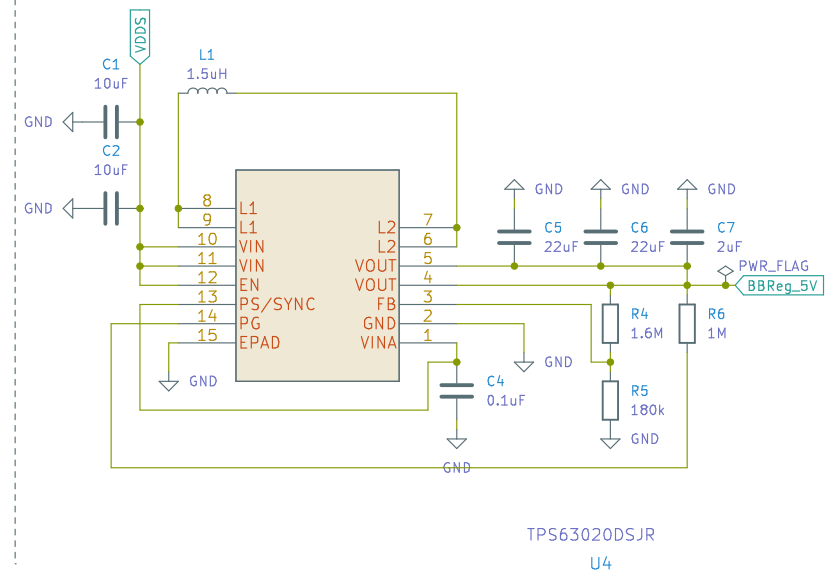 VDDS
C1
10uF
GND
C2
10uF
GND
L1
1.5uH
8 L1
9 L1
10 VIN
11 VIN
12 EN
13 PS/SYNC
14 PG
15 EPAD
L2 7
L2 6
VOUT 5
VOUT 4
FB 3
GND 2
VINA 1
GND
GND
C4
0.1uF
GND
GND
C5
22uF
GND
C6
22uF
GND
C7
2uF
PWR_FLAG
BBReg_5V
R4
1.6M
R6
1M
R5
180k
GND
TPS63020DSJR
U4